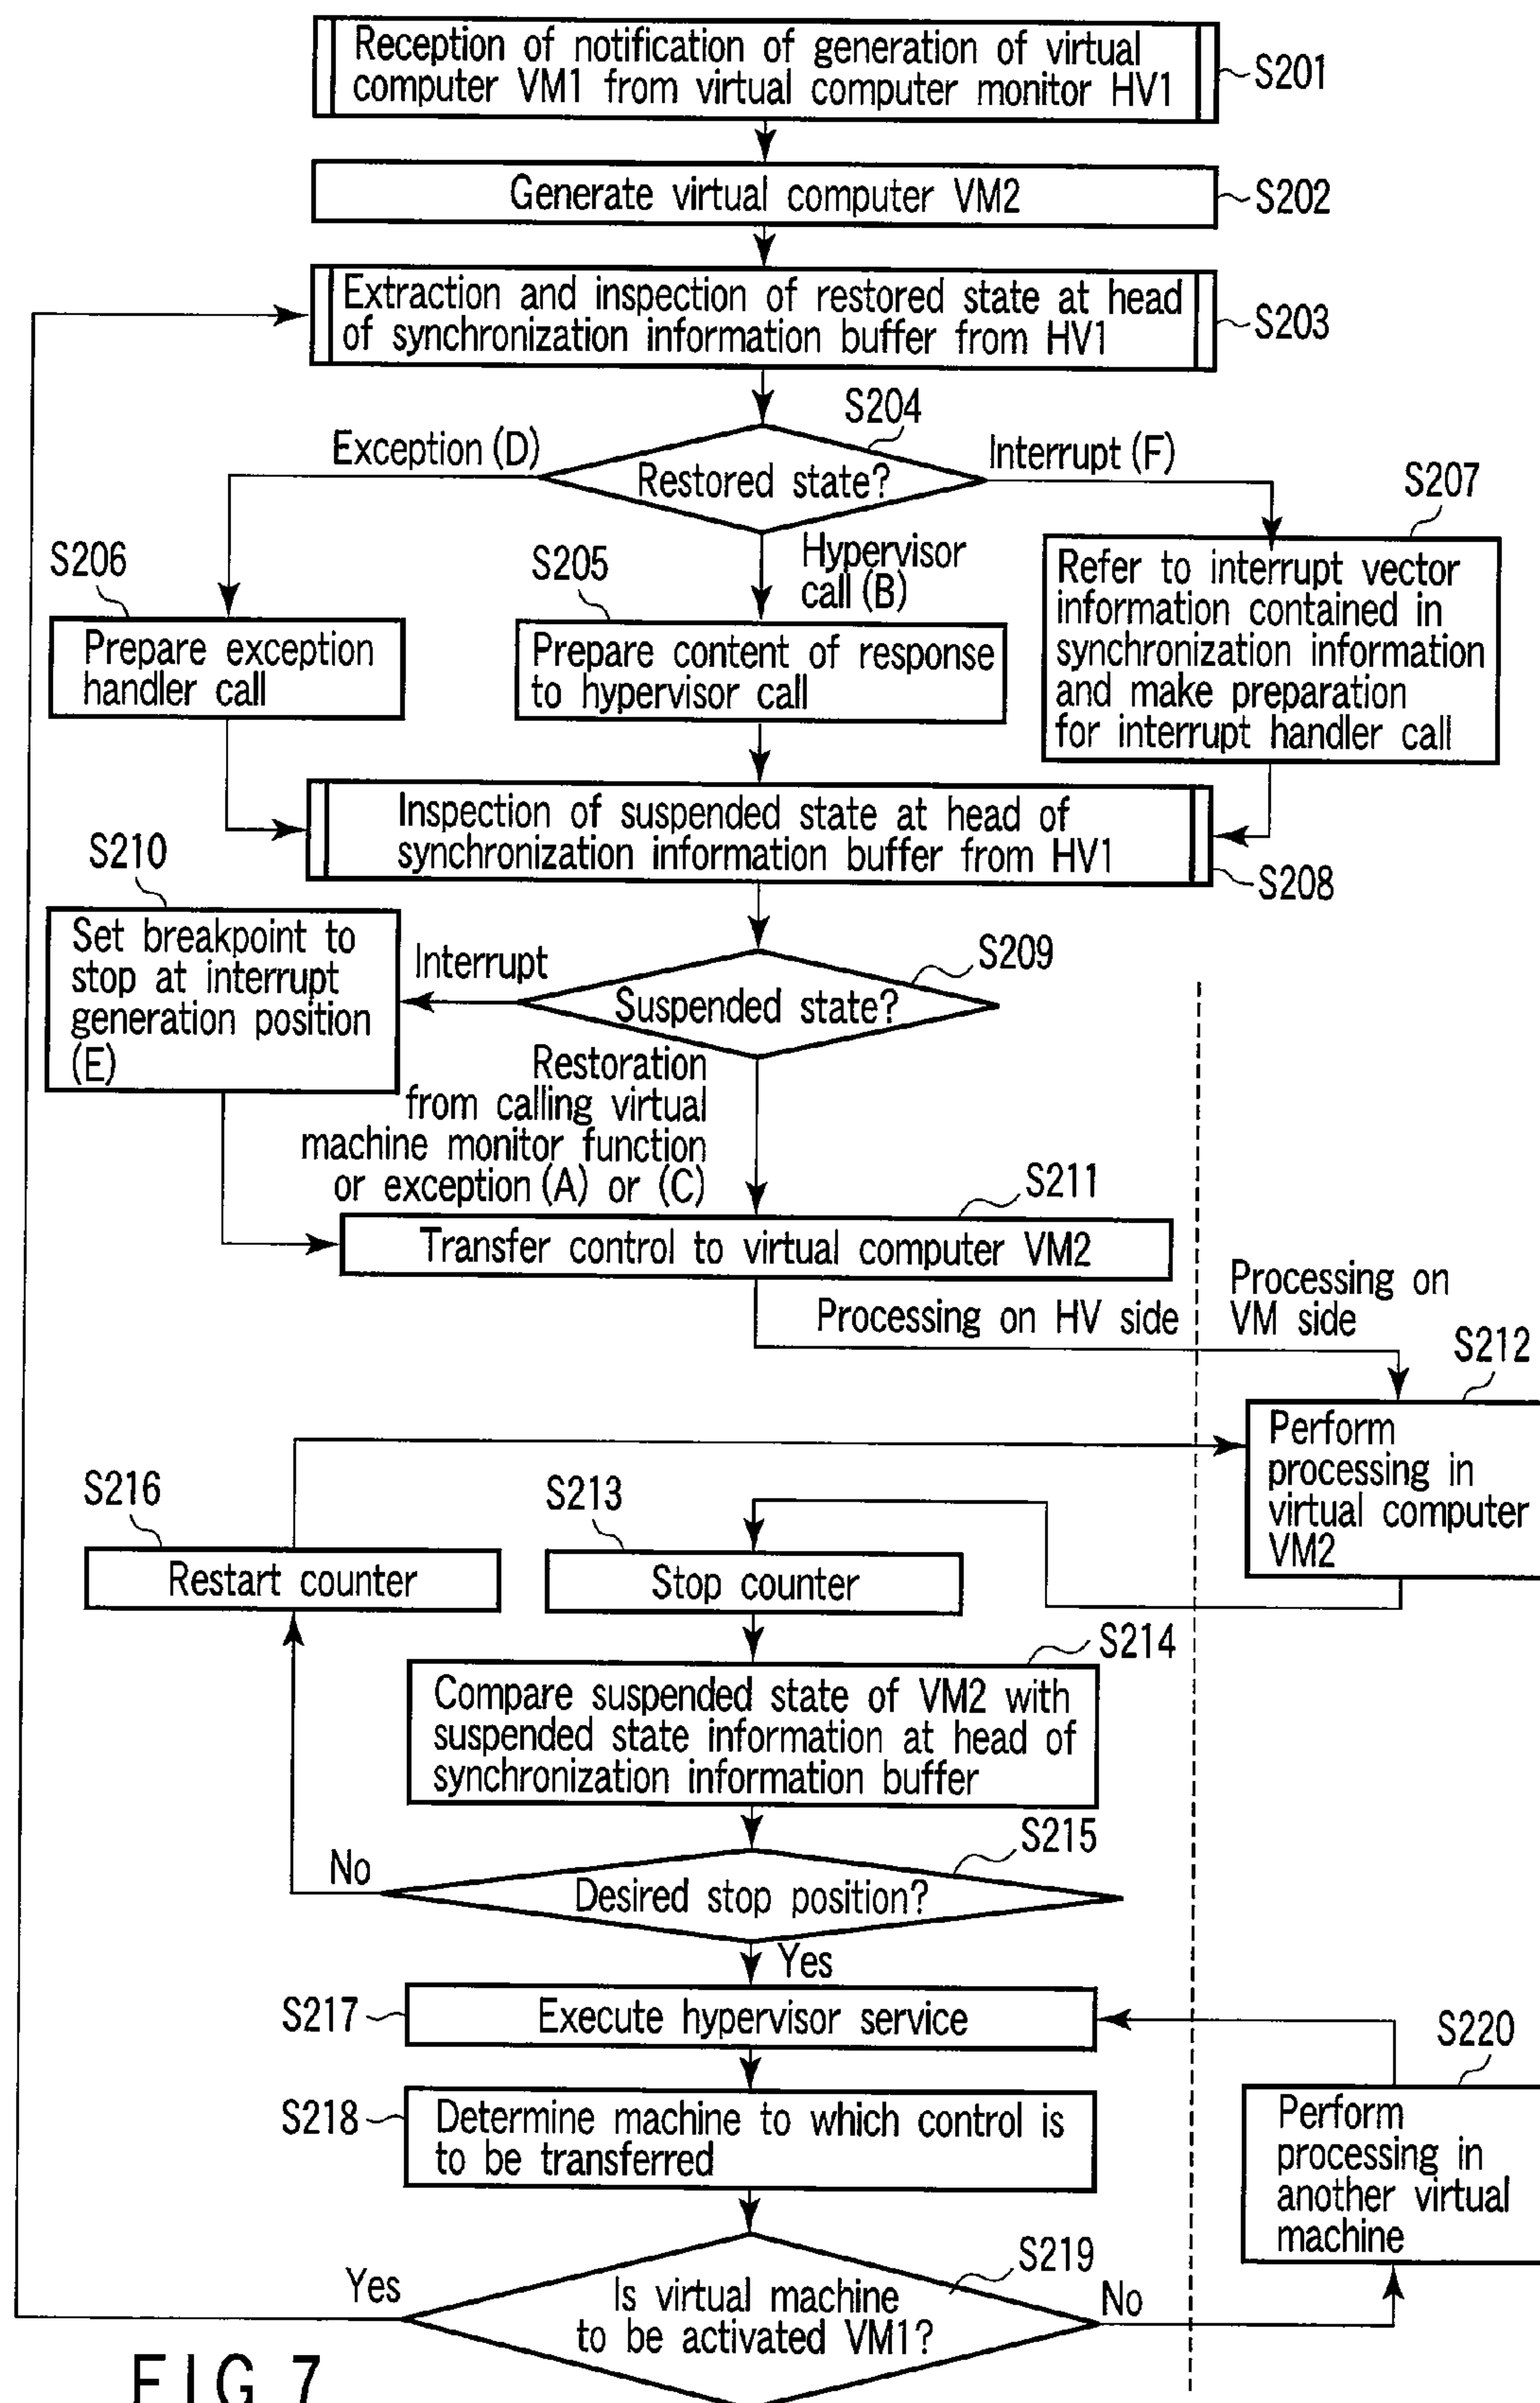 Reception of notification of generation of virtual
computer VM1 from virtual computer monitor HV1
S201
Generate virtual computer VM2
S202
Extraction and inspection of restored state at head
of synchronization information buffer from HV1
S203
S204
Exception (D)
Restored state?
Interrupt (F)
S207
S206
S205
Hypervisor
call (B)
Prepare exception
handler call
Prepare content of response
to hypervisor call
Refer to interrupt vector
information contained in
synchronization information
and make preparation
for interrupt handler call
Inspection of suspended state at head of
synchronization information buffer from HV1
S208
S210
Set breakpoint to
stop at interrupt
generation position
(E)
Interrupt
S209
Suspended state?
Restoration
from calling virtual
machine monitor function
or exception (A) or (C)
S211
Transfer control to virtual computer VM2
Processing on HV side
Processing on
VM side
S212
Perform
processing in
virtual computer
VM2
S216
Restart counter
S213
Stop counter
S214
Compare suspended state of VM2 with
suspended state information at head of
synchronization information buffer
S215
No
Desired stop position?
Yes
S217
Execute hypervisor service
S220
S218
Determine machine to which control is
to be transferred
Perform
processing in
another virtual
machine
S219
Yes
Is virtual machine
to be activated VM1?
No
FIG. 7